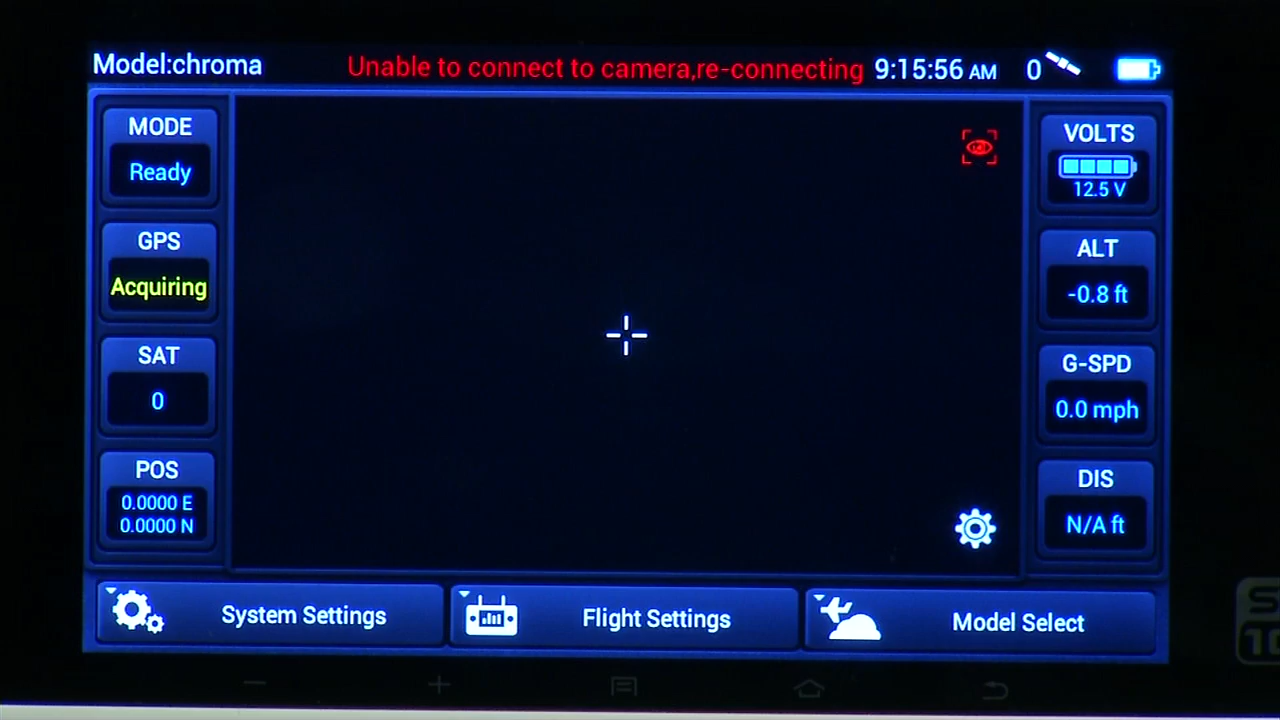 Model:chroma
Unable to connect to camera,re-connecting
9:15:56 AM
0
MODE
Ready
GPS
Acquiring
SAT
0
POS
0.0000 E
0.0000 N
VOLTS
12.5 V
ALT
-0.8 ft
G-SPD
0.0 mph
DIS
N/A ft
System Settings
Flight Settings
Model Select